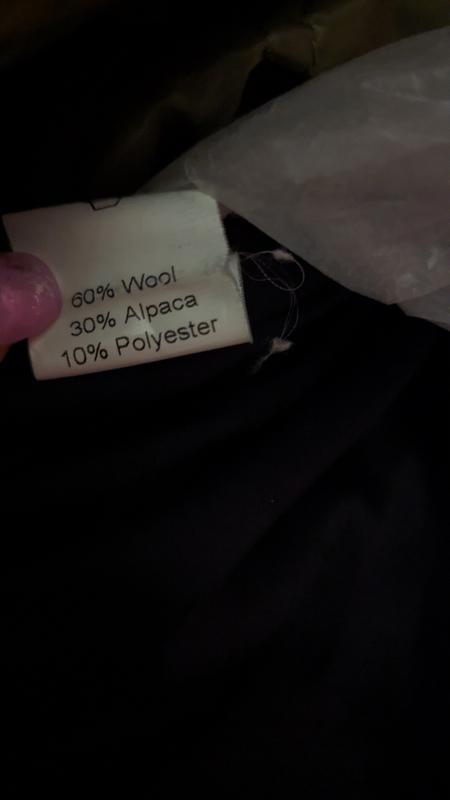 60% Wool
30% Alpaca
10% Polyester